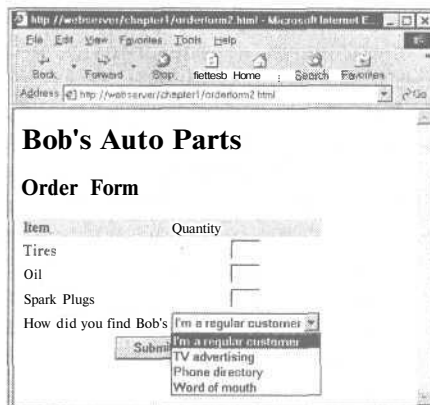 http://webserver/chapter1/orderform2.html - Microsoft Internet E...
File Edit View Favorites Tools Help
Back Forward Stop fiettesb Home Search Favorites
Address http://webserver/chapter1/orderform2.html Go
Bob's Auto Parts
Order Form
Item Quantity
Tires
Oil
Spark Plugs
How did you find Bob's I'm a regular customer
Submi
I'm a regular customer
TV advertising
Phone directory
Word of mouth